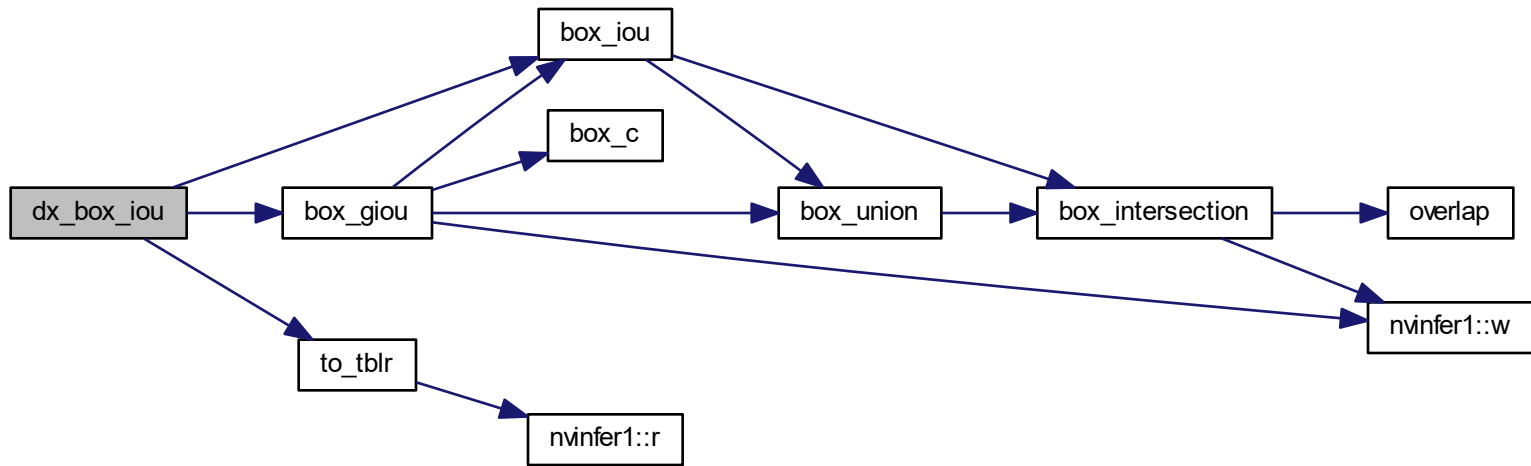 box_iou
box_c
dx_box_iou
box_giou
box_union
box_intersection
overlap
nvinfer1::w
to_tblr
nvinfer1::r